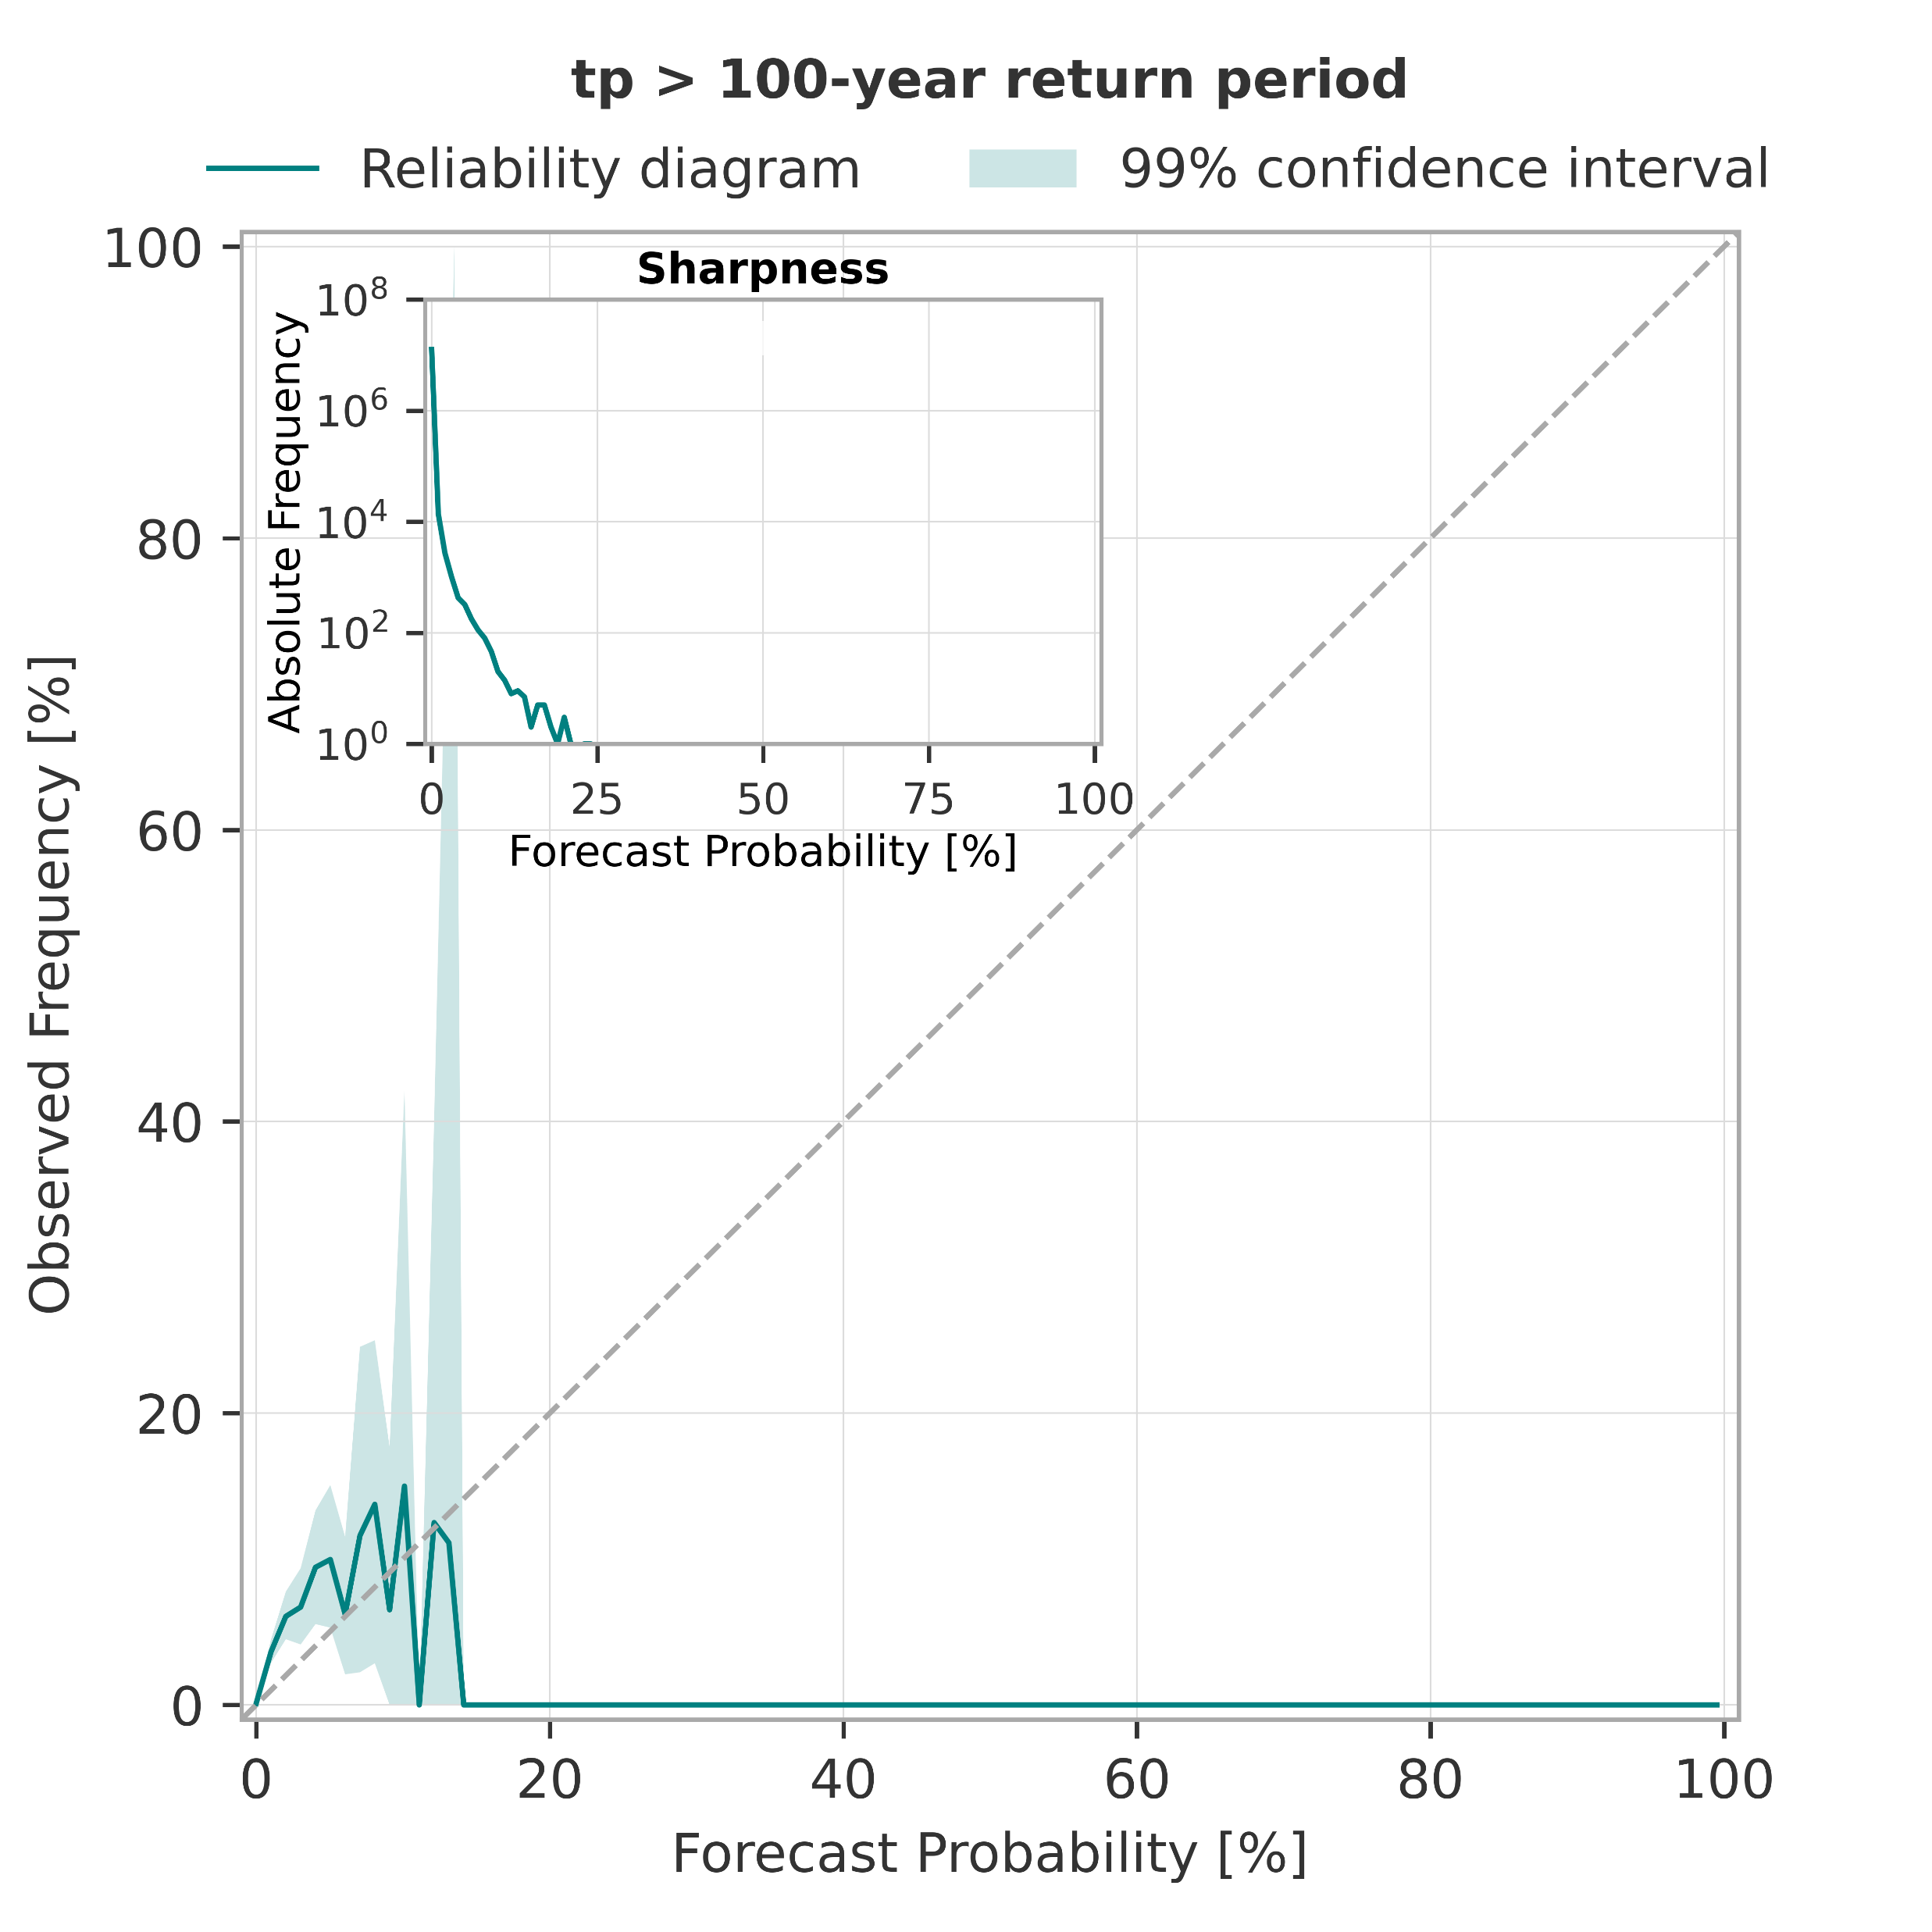 tp > 100-year return period
Reliability diagram 99% confidence interval
Sharpness
Absolute Frequency
10^8
10^6
10^4
10^2
10^0
0 25 50 75 100
Forecast Probability [%]
Observed Frequency [%]
100
80
60
40
20
0
0 20 40 60 80 100
Forecast Probability [%]